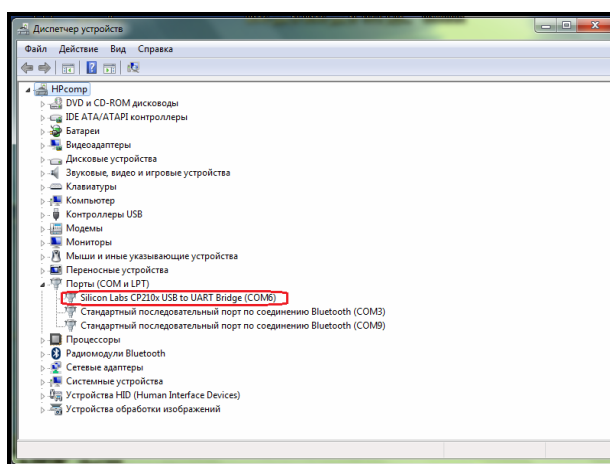 Диспетчер устройств
Файл Действие Вид Справка
HPcomp
DVD и CD-ROM дисководы
IDE ATA/ATAPI контроллеры
Батареи
Видеоадаптеры
Дисковые устройства
Звуковые, видео и игровые устройства
Клавиатуры
Компьютер
Контроллеры USB
Модемы
Мониторы
Мыши и иные указывающие устройства
Переносные устройства
Порты (COM и LPT)
Silicon Labs CP210x USB to UART Bridge (COM6)
Стандартный последовательный порт по соединению Bluetooth (COM3)
Стандартный последовательный порт по соединению Bluetooth (COM9)
Процессоры
Радиомодули Bluetooth
Сетевые адаптеры
Системные устройства
Устройства HID (Human Interface Devices)
Устройства обработки изображений